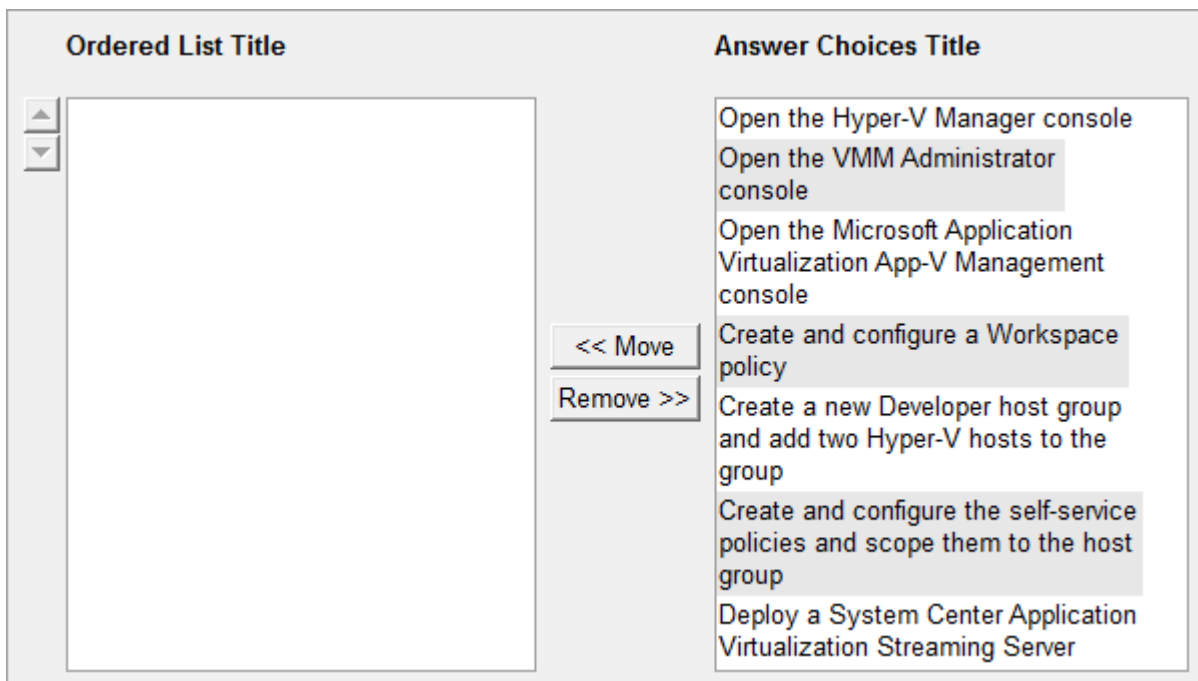 Ordered List Title
Answer Choices Title
Open the Hyper-V Manager console
Open the VMM Administrator
console
Open the Microsoft Application
Virtualization App-V Management
console
Create and configure a Workspace
policy
Create a new Developer host group
and add two Hyper-V hosts to the
group
Create and configure the self-service
policies and scope them to the host
group
Deploy a System Center Application
Virtualization Streaming Server
<< Move
Remove >>